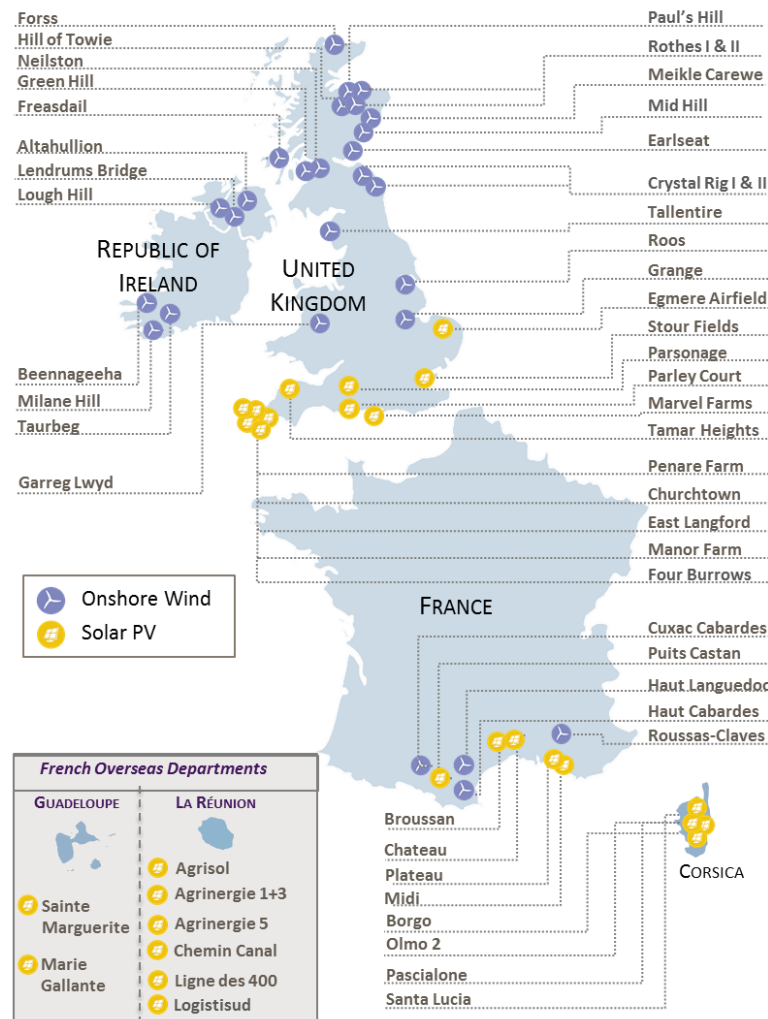 Forss
Hill of Towie
Neilston
Green Hill
Freasdail
Altahullion
Lendrums Bridge
Lough Hill
Paul's Hill
Rothes I & II
Meikle Carewe
Mid Hill
Earlseat
Crystal Rig I & II
Tallentire
Roos
Grange
Egmere Airfield
Stour Fields
Parsonage
Parley Court
Marvel Farms
Tamar Heights
Penare Farm
Churchtown
East Langford
Manor Farm
Four Burrows
REPUBLIC OF
IRELAND
UNITED
KINGDOM
Beennageeha
Milane Hill
Taurbeg
Garreg Lwyd
Onshore Wind
Solar PV
FRANCE
Cuxac Cabardes
Puits Castan
Haut Languedoc
Haut Cabardes
Roussas-Claves
Broussan
Chateau
Plateau
Midi
Borgo
Olmo 2
Pascialone
Santa Lucia
CORSICA
French Overseas Departments
GUADELOUPE
Sainte
Marguerite
Marie
Gallante
LA RÉUNION
Agrisol
Agrinergie 1+3
Agrinergie 5
Chemin Canal
Ligne des 400
Logistisud